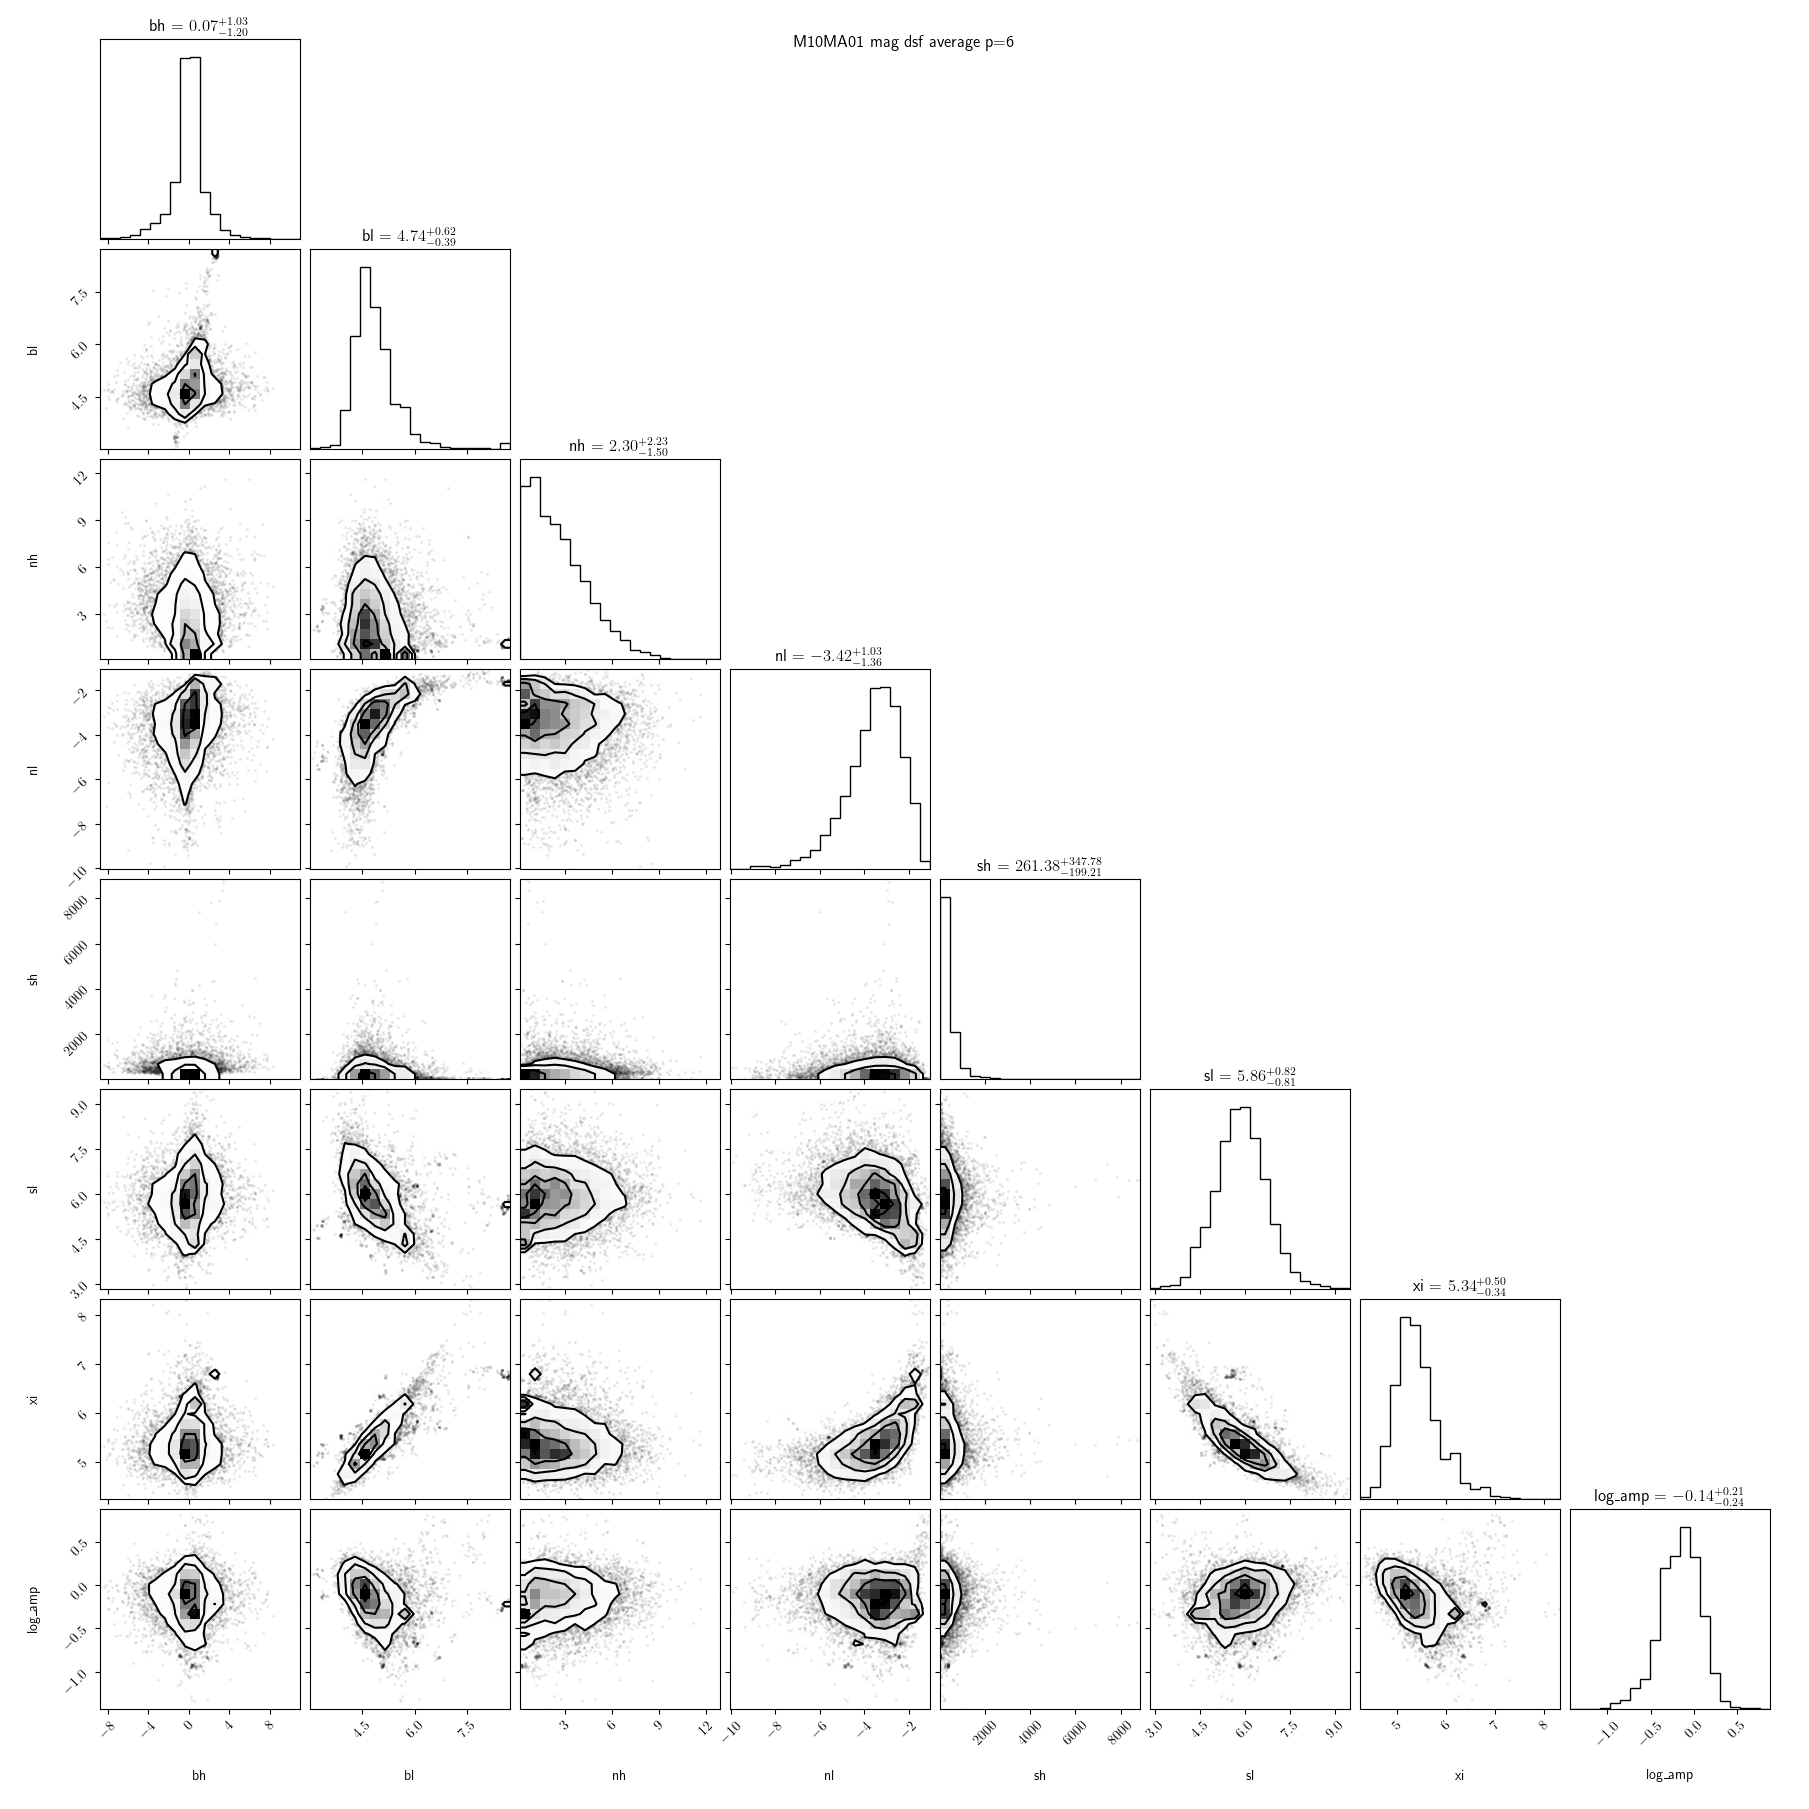 bh = 0.07+1.03−1.20
M10MA01 mag dsf average p=6
bl = 4.74+0.62−0.39
7.5
6.0
4.5
bl
nh = 2.30+2.23−1.50
12
9
6
3
nh
nl = −3.42+1.03−1.36
−2
−4
−6
−8
−10
nl
sh = 261.38+347.78−199.21
8000
6000
4000
2000
sh
sl = 5.86+0.82−0.81
9.0
7.5
6.0
4.5
3.0
sl
xi = 5.34+0.50−0.34
8
7
6
5
xi
log_amp = −0.14+0.21−0.24
0.5
0.0
−0.5
−1.0
log_amp
−8 −4 0 4 8 4.5 6.0 7.5 3 6 9 12 −10 −8 −6 −4 −2 2000 4000 6000 8000 3.0 4.5 6.0 7.5 9.0 5 6 7 8 −1.0 −0.5 0.0 0.5
bh bl nh nl sh sl xi log_amp